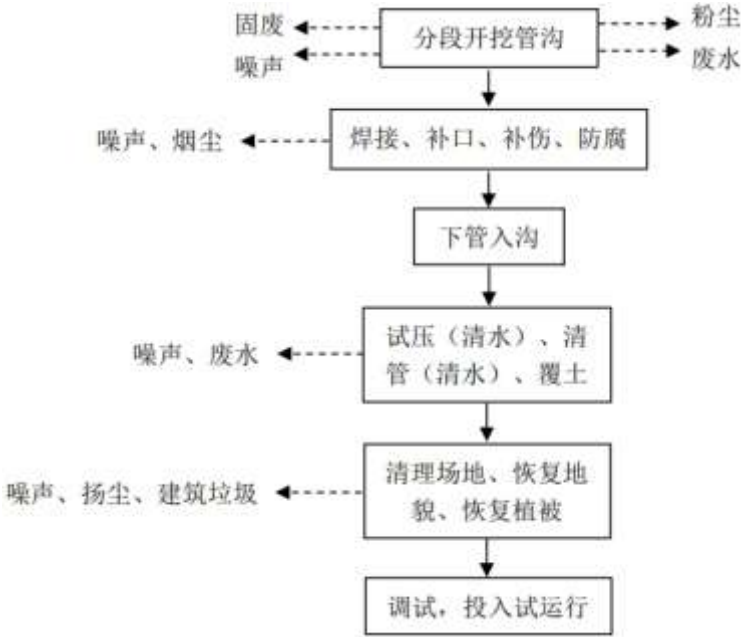 固废
分段开挖管沟
粉尘
噪声
废水
噪声、烟尘
焊接、补口、补伤、防腐
下管入沟
噪声、废水
试压（清水）、清
管（清水）、覆土
噪声、扬尘、建筑垃圾
清理场地、恢复地
貌、恢复植被
调试，投入试运行